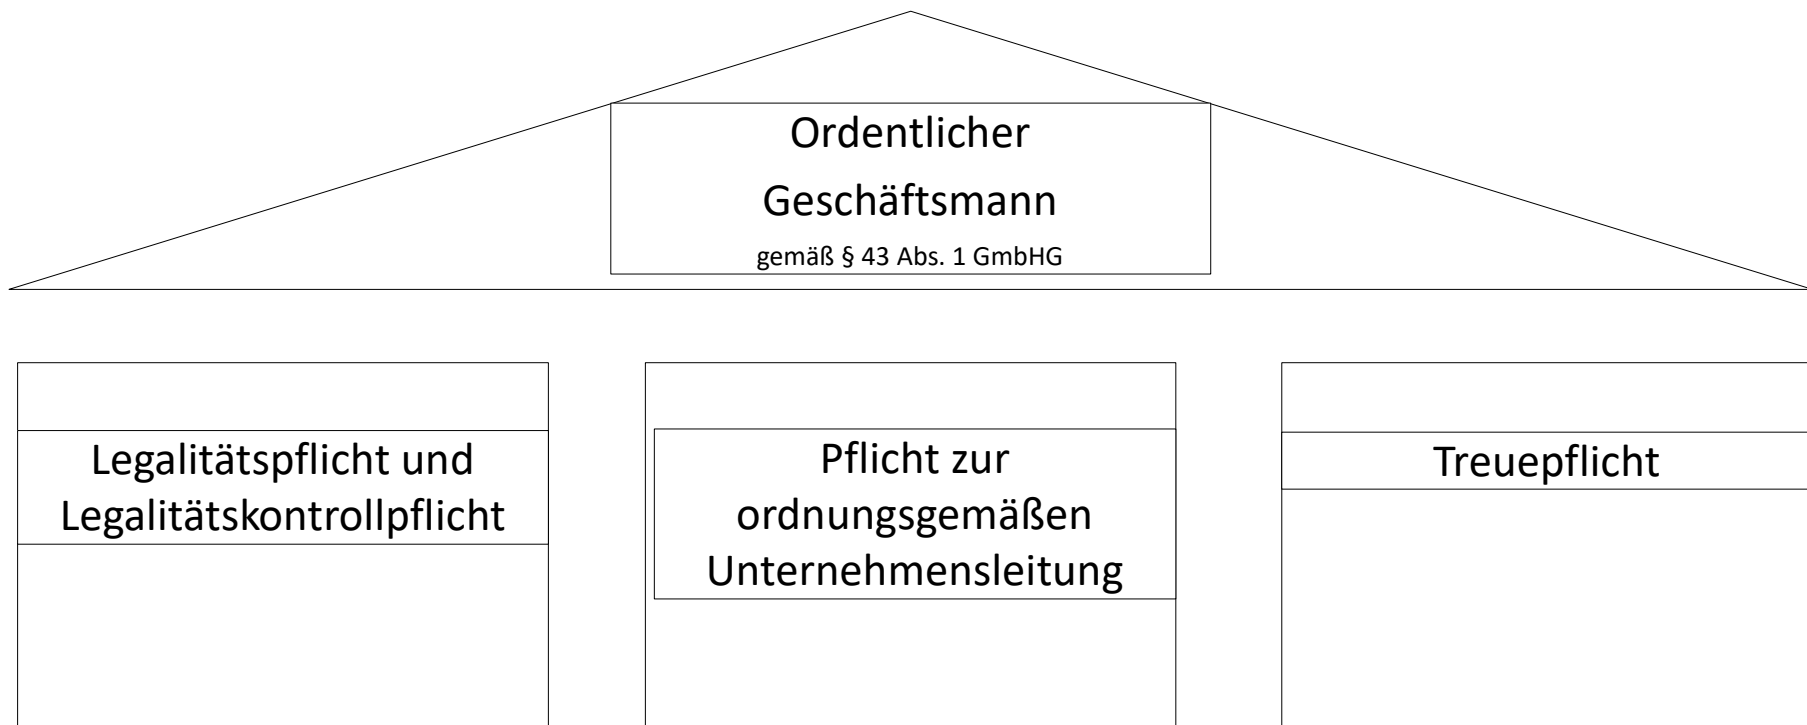 Ordentlicher
Geschäftsmann
gemäß § 43 Abs. 1 GmbHG
Legalitätspflicht und
Legalitätskontrollpflicht
Pflicht zur
ordnungsgemäßen
Unternehmensleitung
Treuepflicht